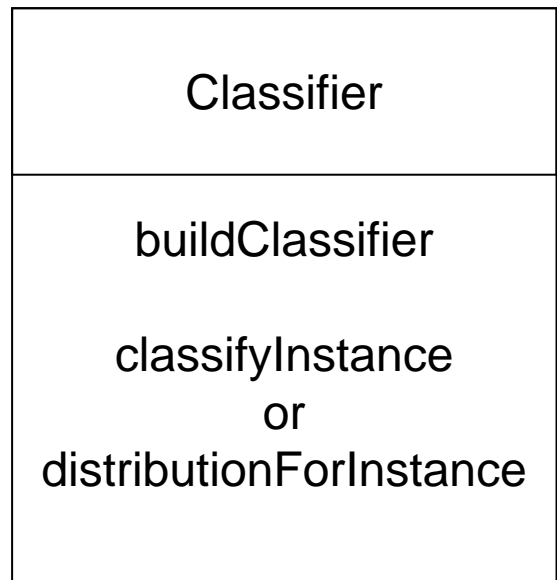 Classifier
buildClassifier
classifyInstance
or
distributionForInstance